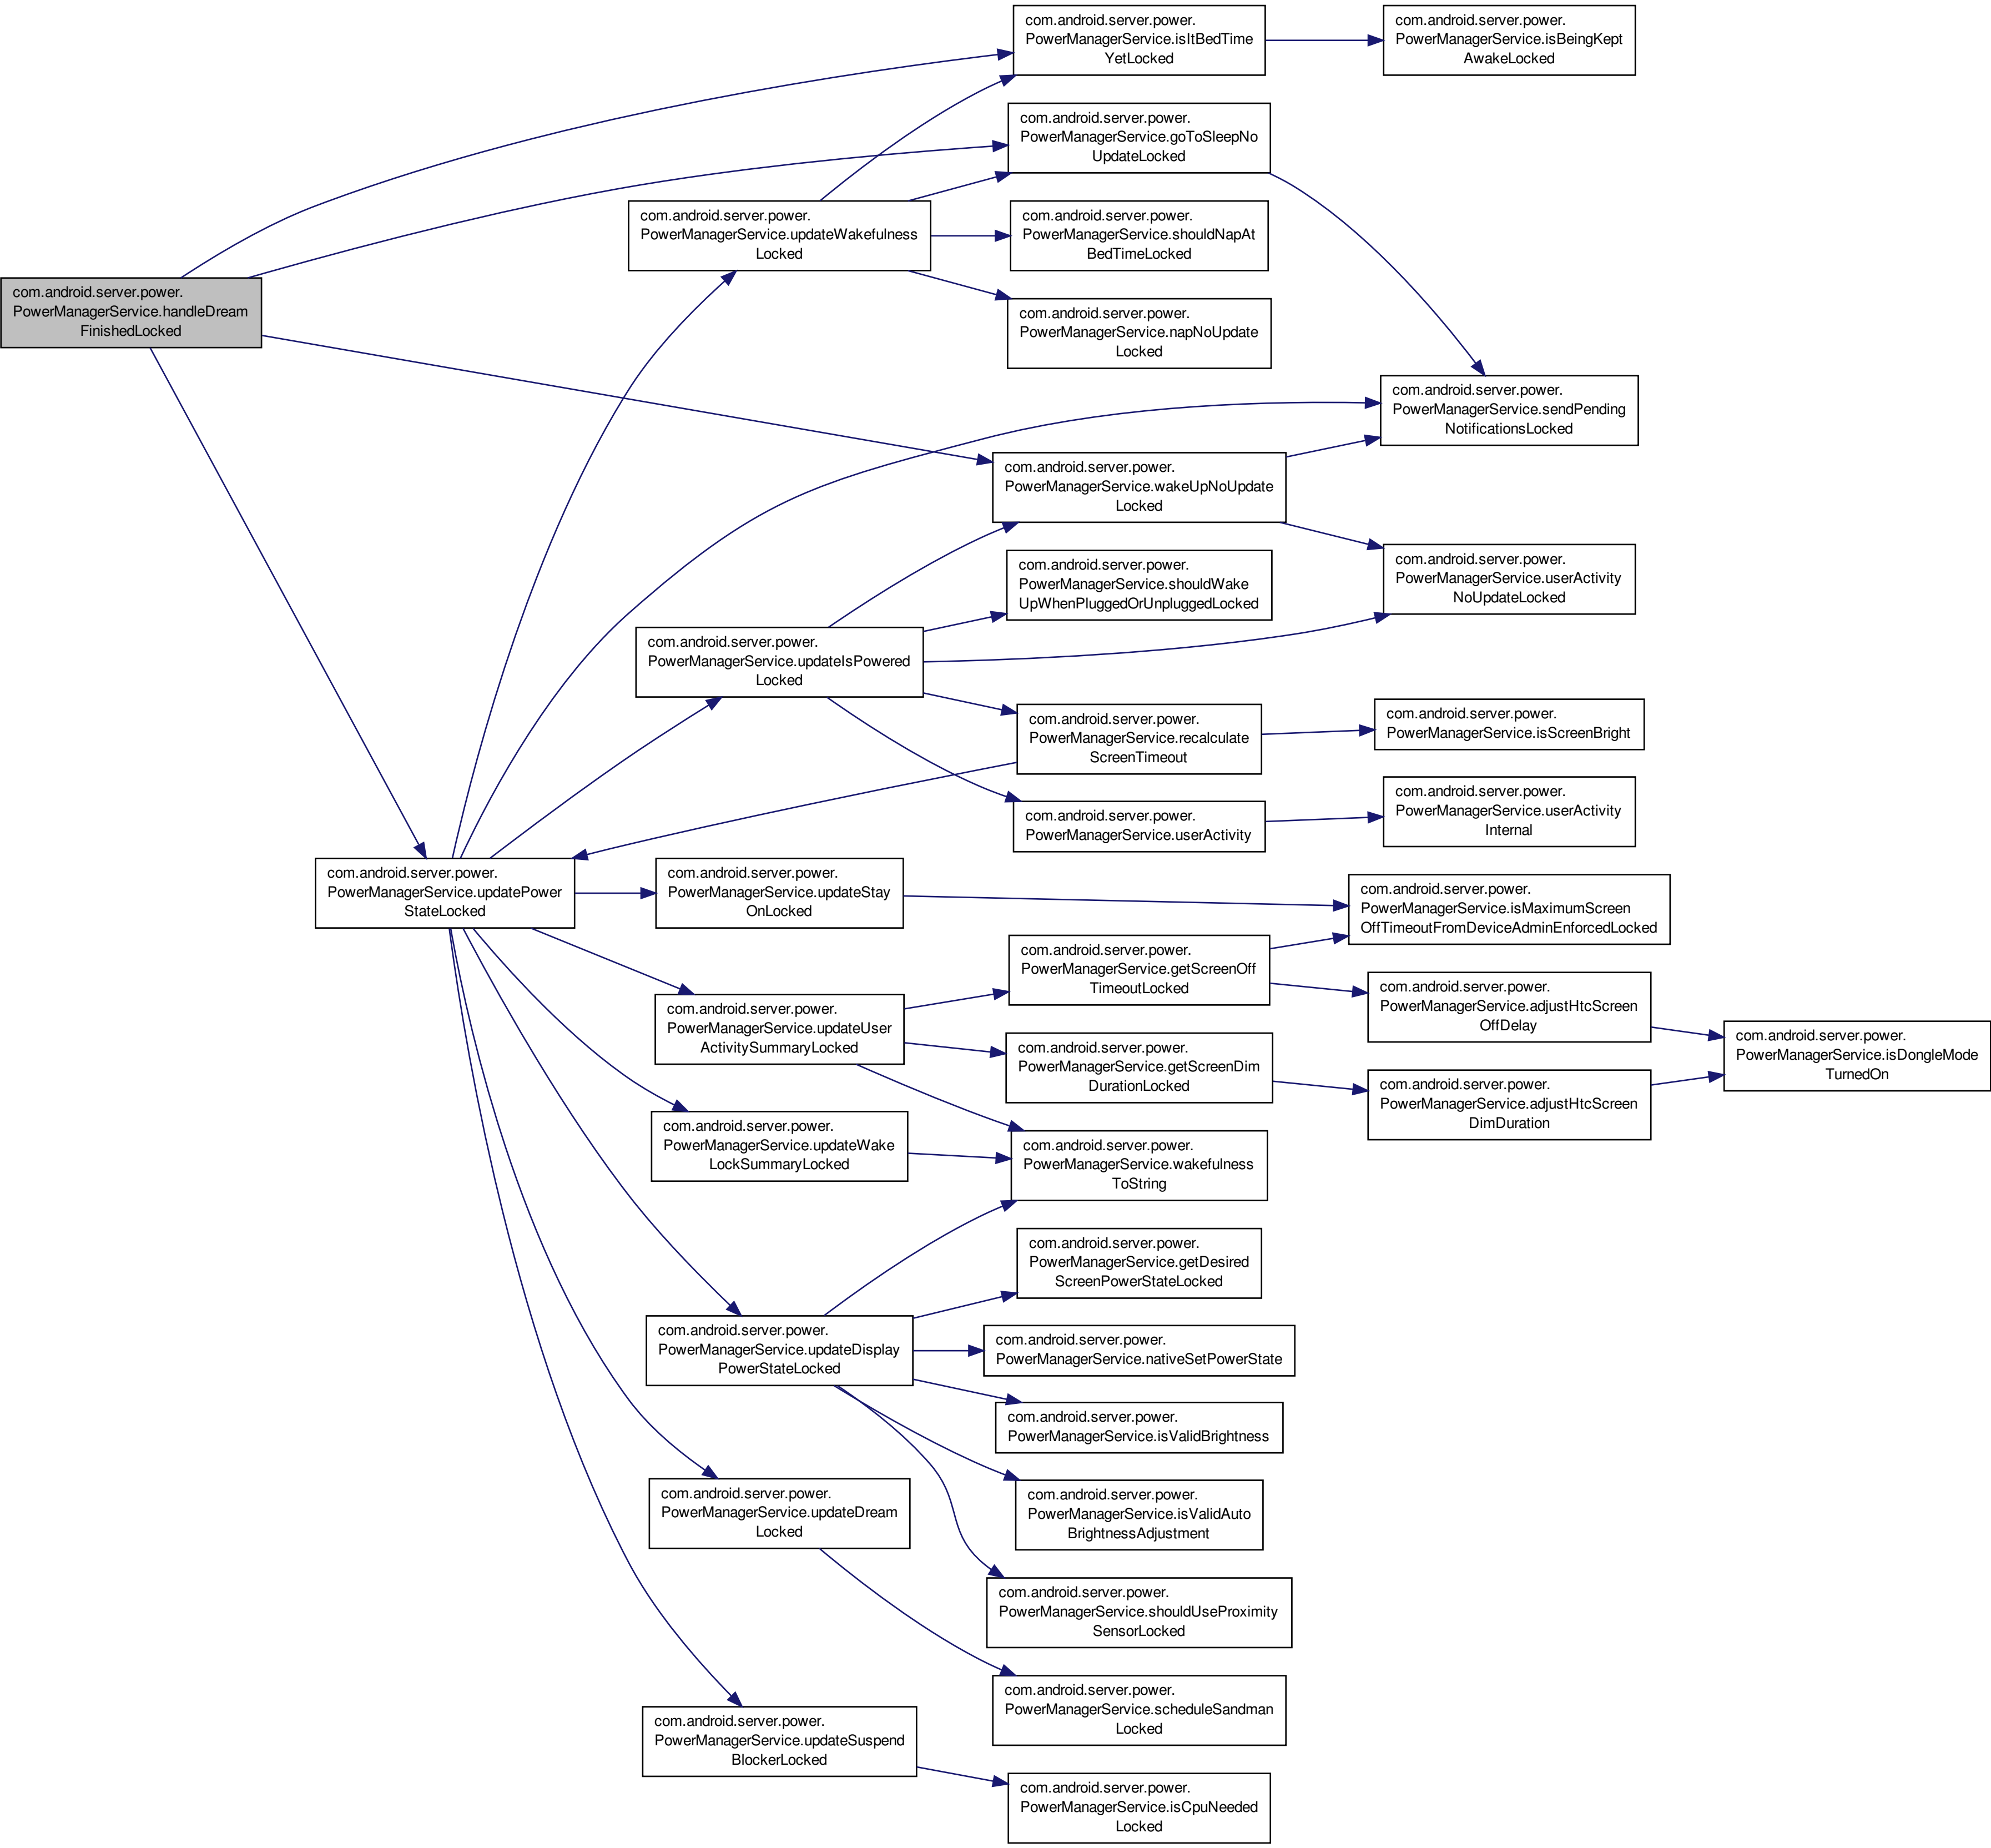 com.android.server.power.
PowerManagerService.handleDream
FinishedLocked
com.android.server.power.
PowerManagerService.updatePower
StateLocked
com.android.server.power.
PowerManagerService.updateWakefulness
Locked
com.android.server.power.
PowerManagerService.updateIsPowered
Locked
com.android.server.power.
PowerManagerService.updateStay
OnLocked
com.android.server.power.
PowerManagerService.updateUser
ActivitySummaryLocked
com.android.server.power.
PowerManagerService.updateWake
LockSummaryLocked
com.android.server.power.
PowerManagerService.updateDisplay
PowerStateLocked
com.android.server.power.
PowerManagerService.updateDream
Locked
com.android.server.power.
PowerManagerService.updateSuspend
BlockerLocked
com.android.server.power.
PowerManagerService.isItBedTime
YetLocked
com.android.server.power.
PowerManagerService.goToSleepNo
UpdateLocked
com.android.server.power.
PowerManagerService.shouldNapAt
BedTimeLocked
com.android.server.power.
PowerManagerService.napNoUpdate
Locked
com.android.server.power.
PowerManagerService.wakeUpNoUpdate
Locked
com.android.server.power.
PowerManagerService.shouldWake
UpWhenPluggedOrUnpluggedLocked
com.android.server.power.
PowerManagerService.recalculate
ScreenTimeout
com.android.server.power.
PowerManagerService.userActivity
com.android.server.power.
PowerManagerService.getScreenOff
TimeoutLocked
com.android.server.power.
PowerManagerService.getScreenDim
DurationLocked
com.android.server.power.
PowerManagerService.wakefulness
ToString
com.android.server.power.
PowerManagerService.getDesired
ScreenPowerStateLocked
com.android.server.power.
PowerManagerService.nativeSetPowerState
com.android.server.power.
PowerManagerService.isValidBrightness
com.android.server.power.
PowerManagerService.isValidAuto
BrightnessAdjustment
com.android.server.power.
PowerManagerService.shouldUseProximity
SensorLocked
com.android.server.power.
PowerManagerService.scheduleSandman
Locked
com.android.server.power.
PowerManagerService.isCpuNeeded
Locked
com.android.server.power.
PowerManagerService.isBeingKept
AwakeLocked
com.android.server.power.
PowerManagerService.sendPending
NotificationsLocked
com.android.server.power.
PowerManagerService.userActivity
NoUpdateLocked
com.android.server.power.
PowerManagerService.isScreenBright
com.android.server.power.
PowerManagerService.userActivity
Internal
com.android.server.power.
PowerManagerService.isMaximumScreen
OffTimeoutFromDeviceAdminEnforcedLocked
com.android.server.power.
PowerManagerService.adjustHtcScreen
OffDelay
com.android.server.power.
PowerManagerService.adjustHtcScreen
DimDuration
com.android.server.power.
PowerManagerService.isDongleMode
TurnedOn